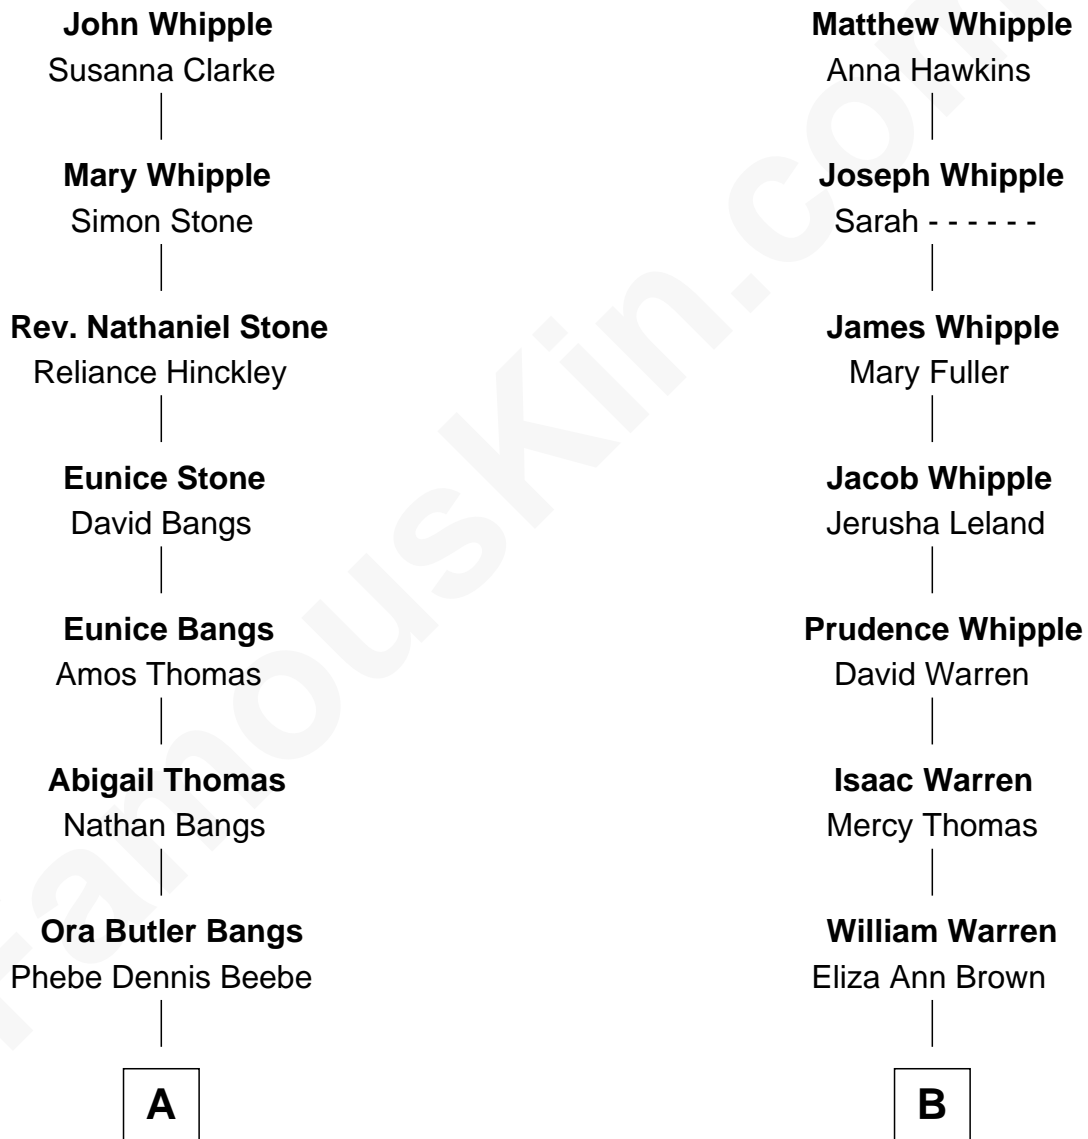 John Whipple
Susanna Clarke
Mary Whipple
Simon Stone
Rev. Nathaniel Stone
Reliance Hinckley
Eunice Stone
David Bangs
Eunice Bangs
Amos Thomas
Abigail Thomas
Nathan Bangs
Ora Butler Bangs
Phebe Dennis Beebe
A
Matthew Whipple
Anna Hawkins
Joseph Whipple
Sarah - - - - - -
James Whipple
Mary Fuller
Jacob Whipple
Jerusha Leland
Prudence Whipple
David Warren
Isaac Warren
Mercy Thomas
William Warren
Eliza Ann Brown
B
FamousKin.com